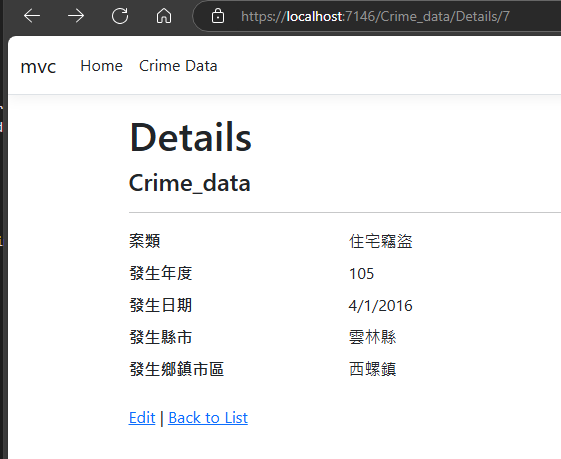 https://localhost:7146/Crime_data/Details/7
mvc Home Crime Data
Details
Crime_data
案類 住宅竊盜
發生年度 105
發生日期 4/1/2016
發生縣市 雲林縣
發生鄉鎮市區 西螺鎮
Edit | Back to List